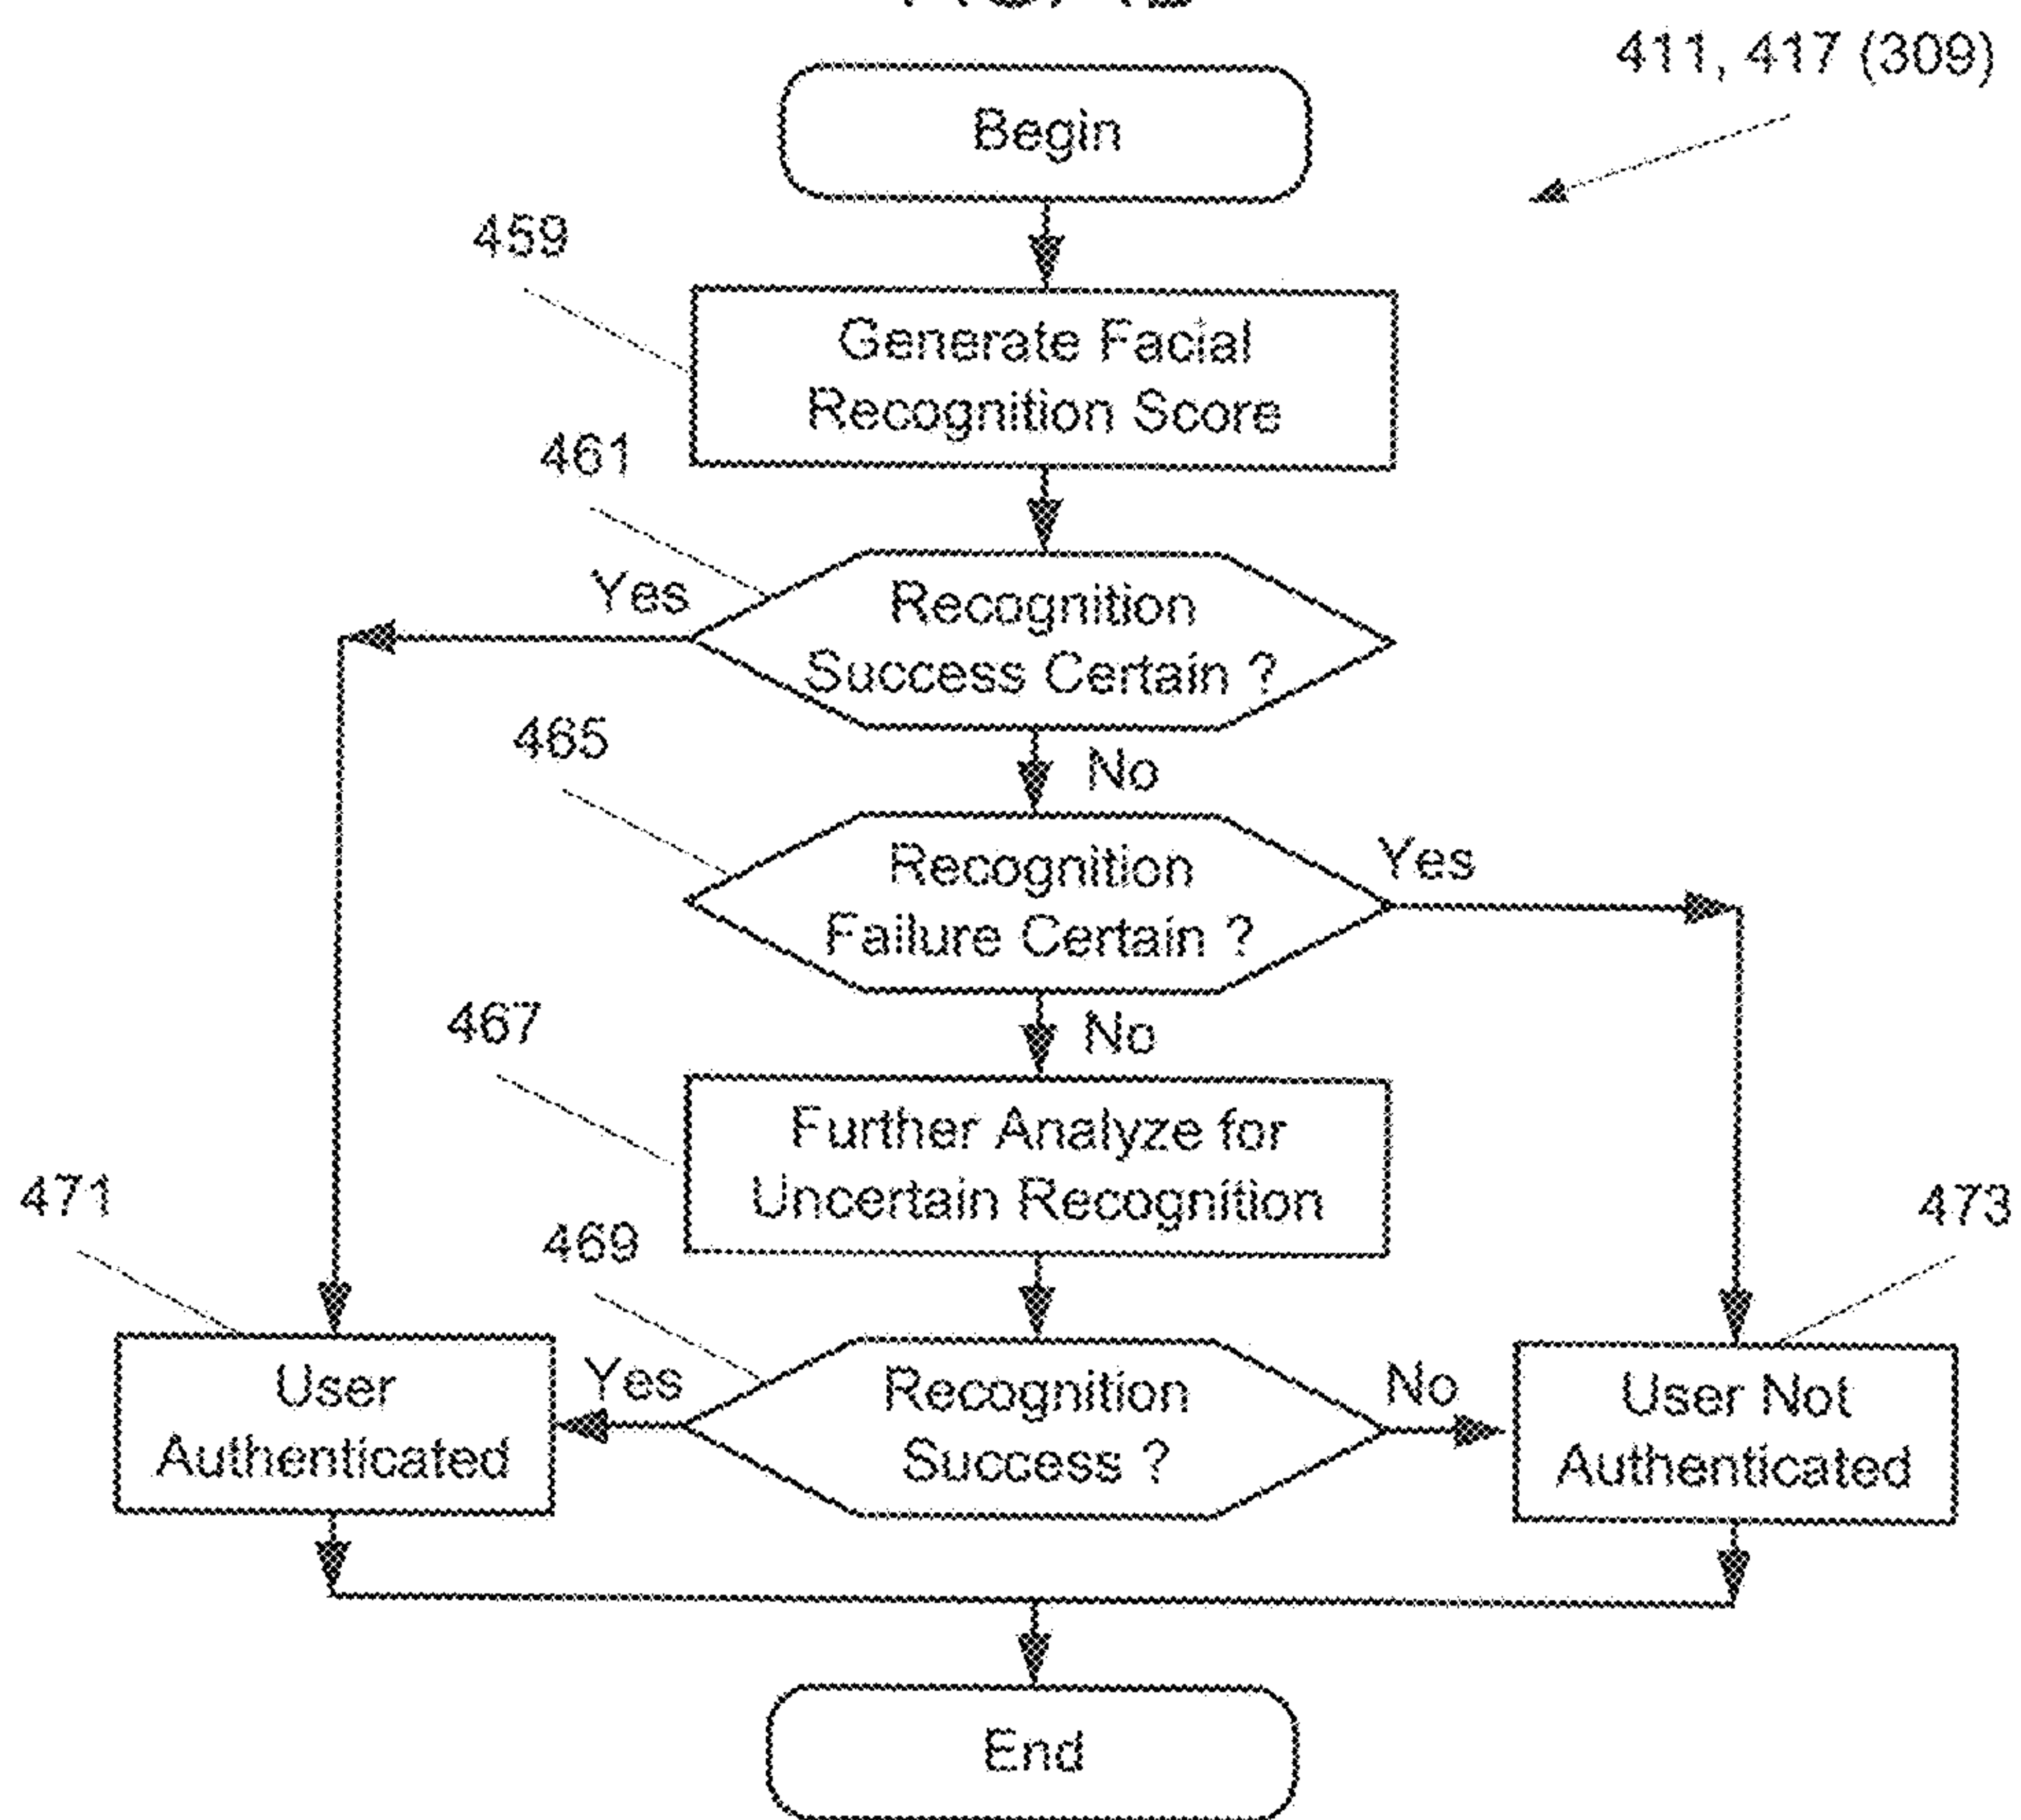 411, 417 (309)
Begin
459
Generate Facial
Recognition Score
461
Yes
Recognition
Success Certain ?
465
No
Recognition
Failure Certain ?
Yes
467
No
Further Analyze for
Uncertain Recognition
471
469
473
User
Authenticated
Yes
Recognition
Success ?
No
User Not
Authenticated
End